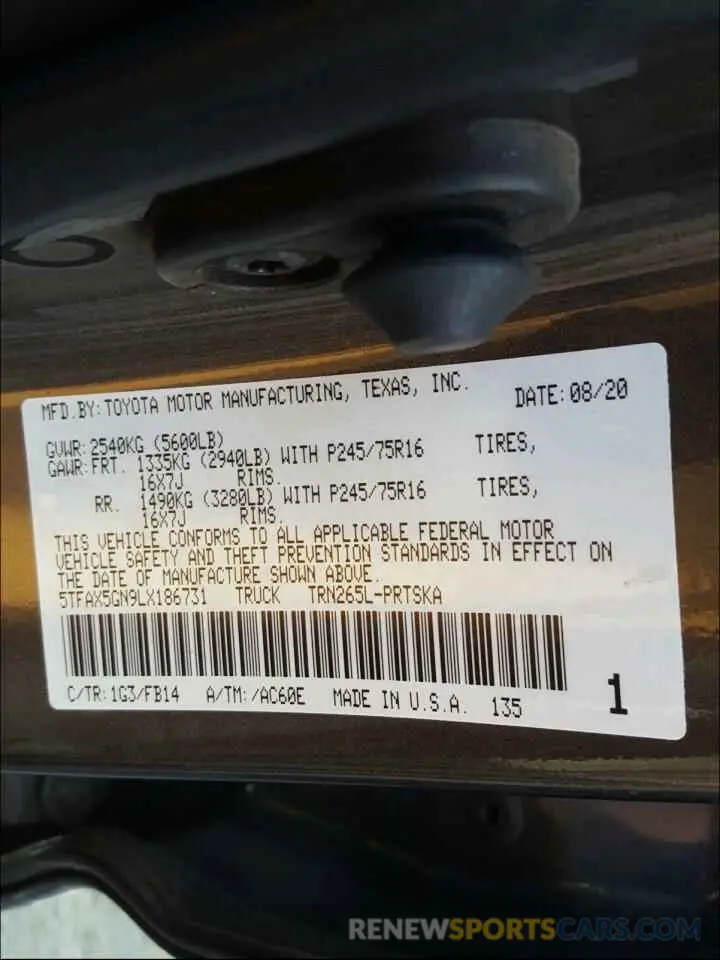 MFD.BY: TOYOTA MOTOR MANUFACTURING, TEXAS, INC. DATE: 08/20
GVWR: 2540KG (5600LB)
GAWR: FRT. 1335KG (2940LB) WITH P245/75R16 TIRES,
16X7J RIMS.
RR. 1490KG (3280LB) WITH P245/75R16 TIRES,
16X7J RIMS.
THIS VEHICLE CONFORMS TO ALL APPLICABLE FEDERAL MOTOR
VEHICLE SAFETY AND THEFT PREVENTION STANDARDS IN EFFECT ON
THE DATE OF MANUFACTURE SHOWN ABOVE.
5TFAX5GN9LX186731 TRUCK TRN265L-PRTSKA
C/TR: 1G3/FB14 A/TM: /AC60E MADE IN U.S.A. 135 1
RENEWSPORTSCARS.COM